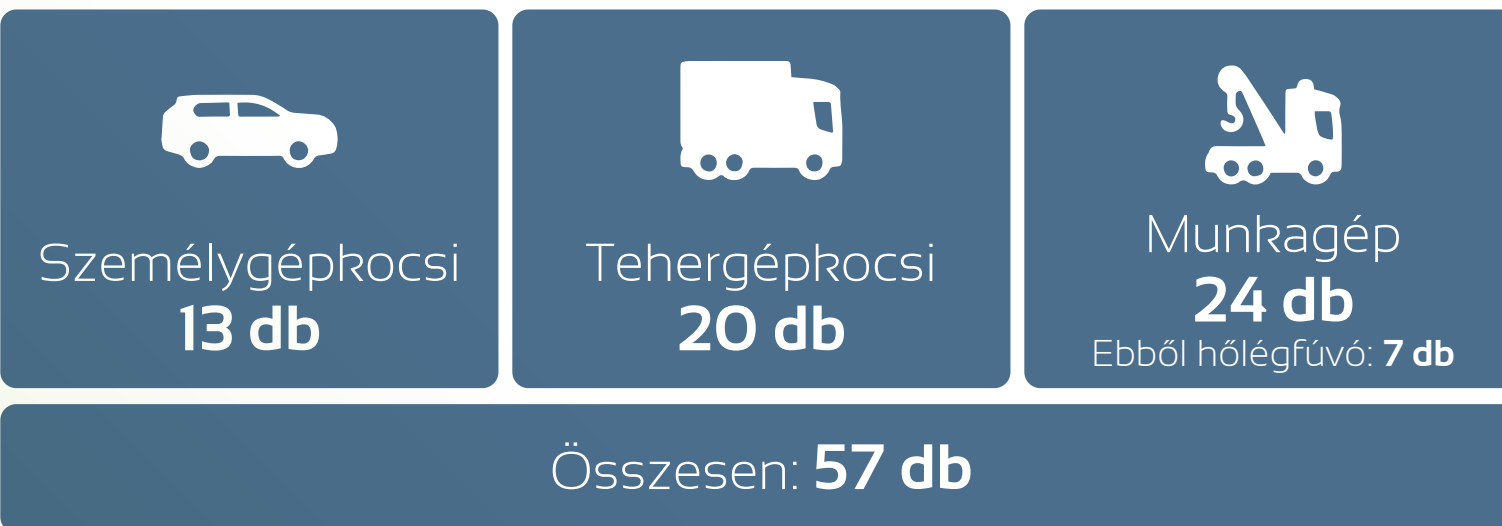 Személygépkocsi
13 db
Tehergépkocsi
20 db
Munkagép
24 db
Ebből hőlégfúvó: 7 db
Összesen: 57 db